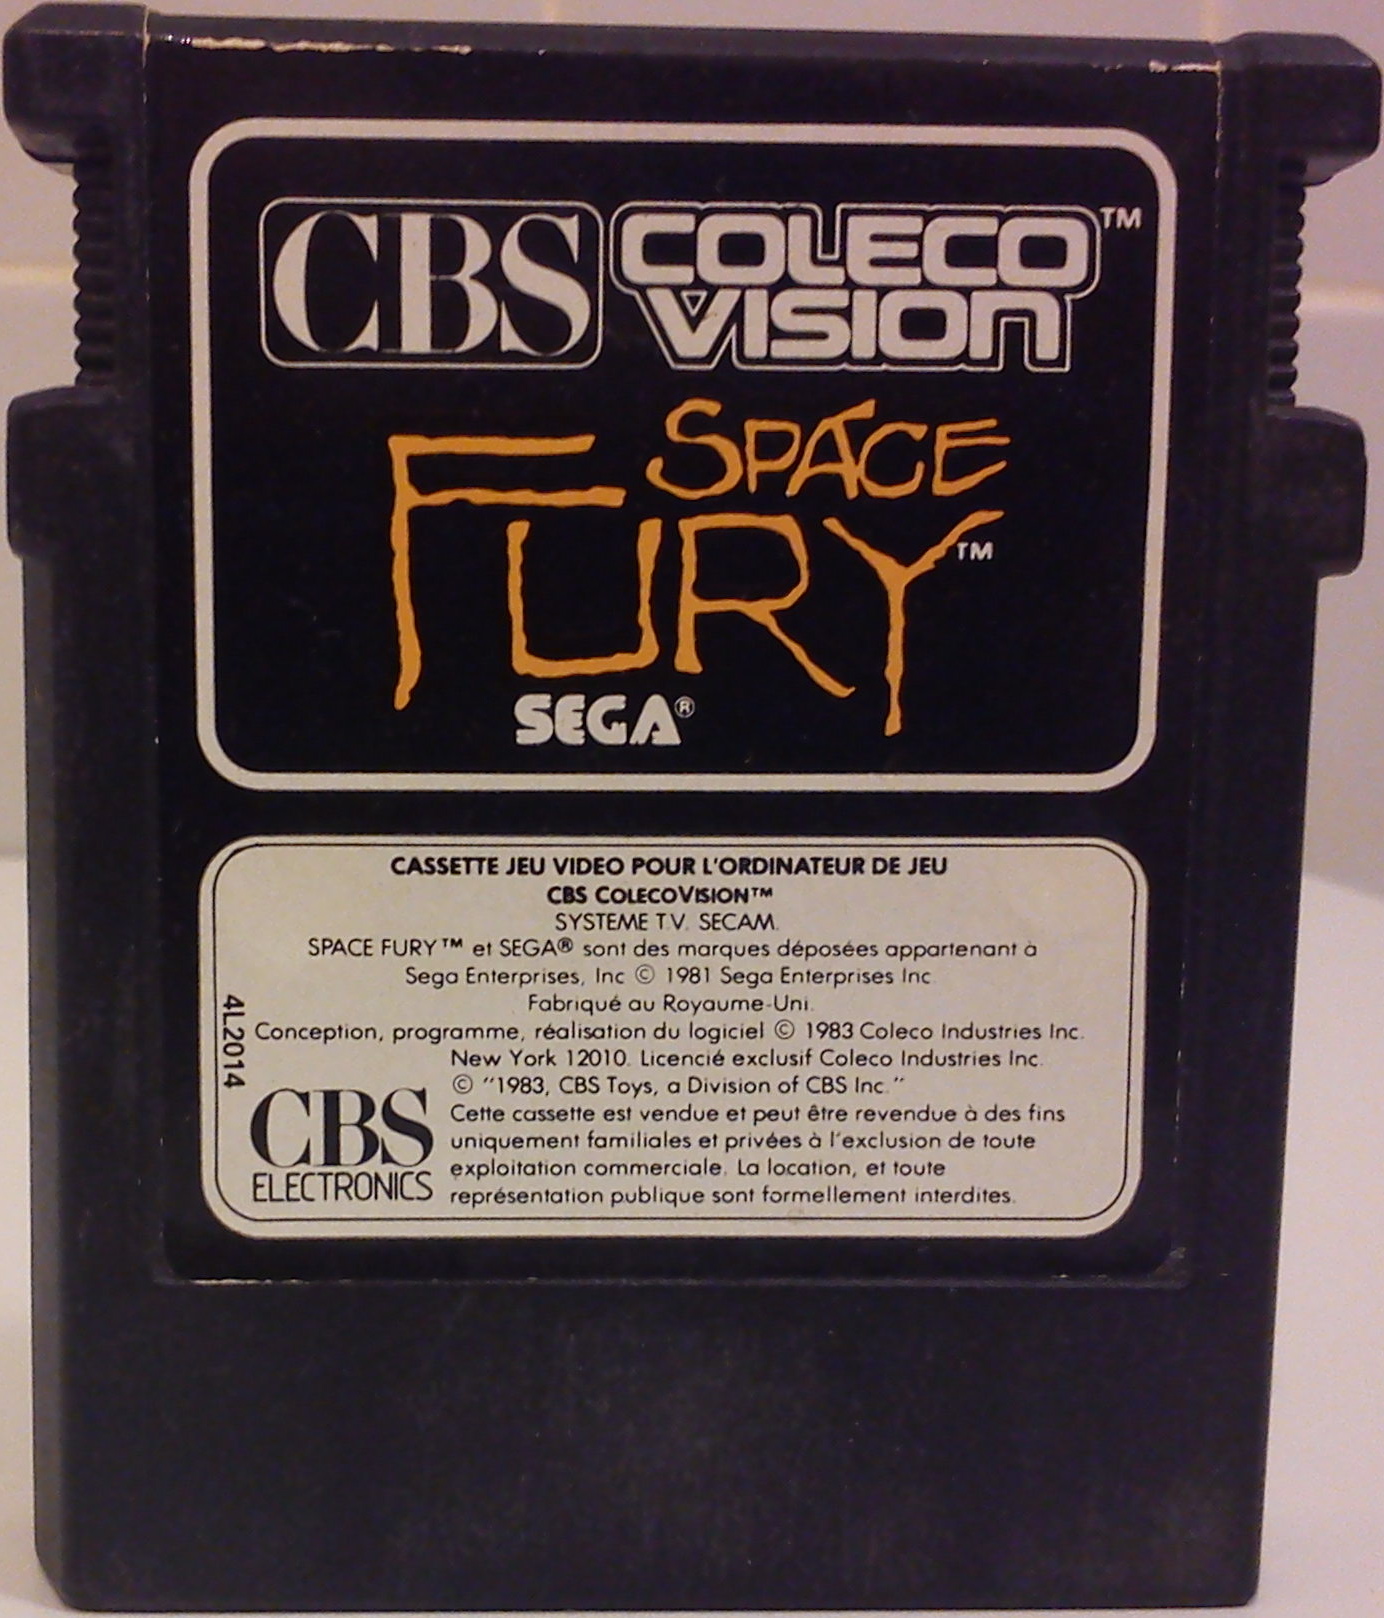 CBS COLECO VISION™
SPACE
FURY™
SEGA®
CASSETTE JEU VIDEO POUR L'ORDINATEUR DE JEU
CBS COLECOVISION™
SYSTEME T.V. SECAM.
SPACE FURY™ et SEGA® sont des marques déposées appartenant à
Sega Enterprises, Inc © 1981 Sega Enterprises Inc.
Fabriqué au Royaume-Uni.
Conception, programme, réalisation du logiciel © 1983 Coleco Industries Inc.
New York 12010. Licencié exclusif Coleco Industries Inc.
© "1983, CBS Toys, a Division of CBS Inc."
Cette cassette est vendue et peut être revendue à des fins
uniquement familiales et privées à l'exclusion de toute
exploitation commerciale. La location, et toute
représentation publique sont formellement interdites.
4L2014
CBS
ELECTRONICS